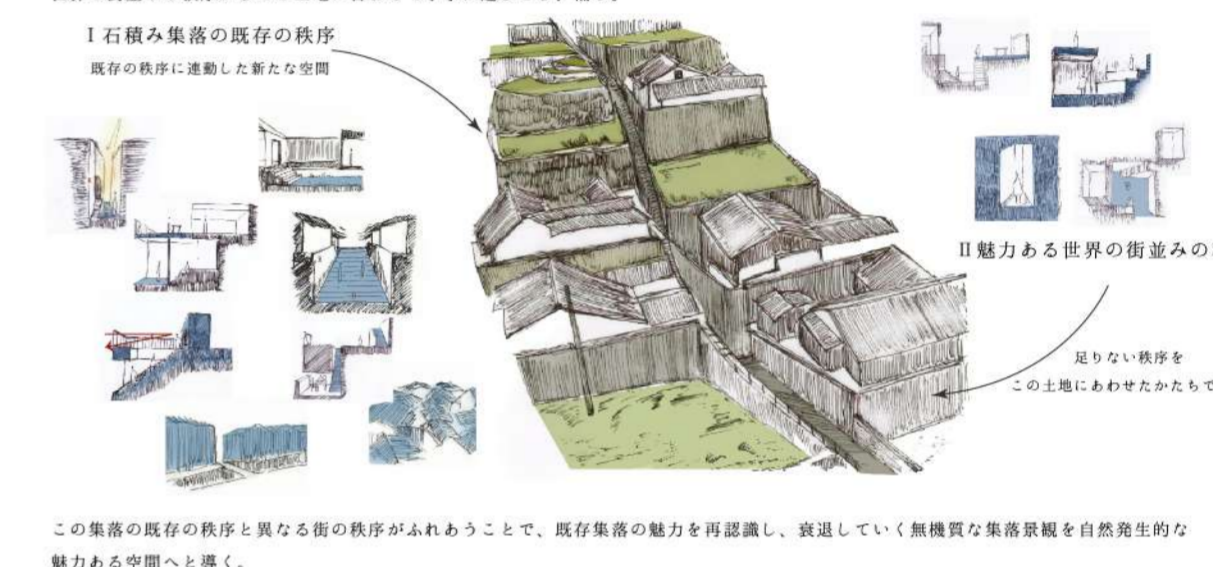 I 石積み集落の既存の秩序
既存の秩序に連動した新たな空間
II 魅力ある世界の街並みの
足りない秩序を
この土地にあわせたかたちで
この集落の既存の秩序と異なる街の秩序がふれあうことで、既存集落の魅力を再認識し、衰退していく無機質な集落景観を自然発生的な
魅力ある空間へと導く。